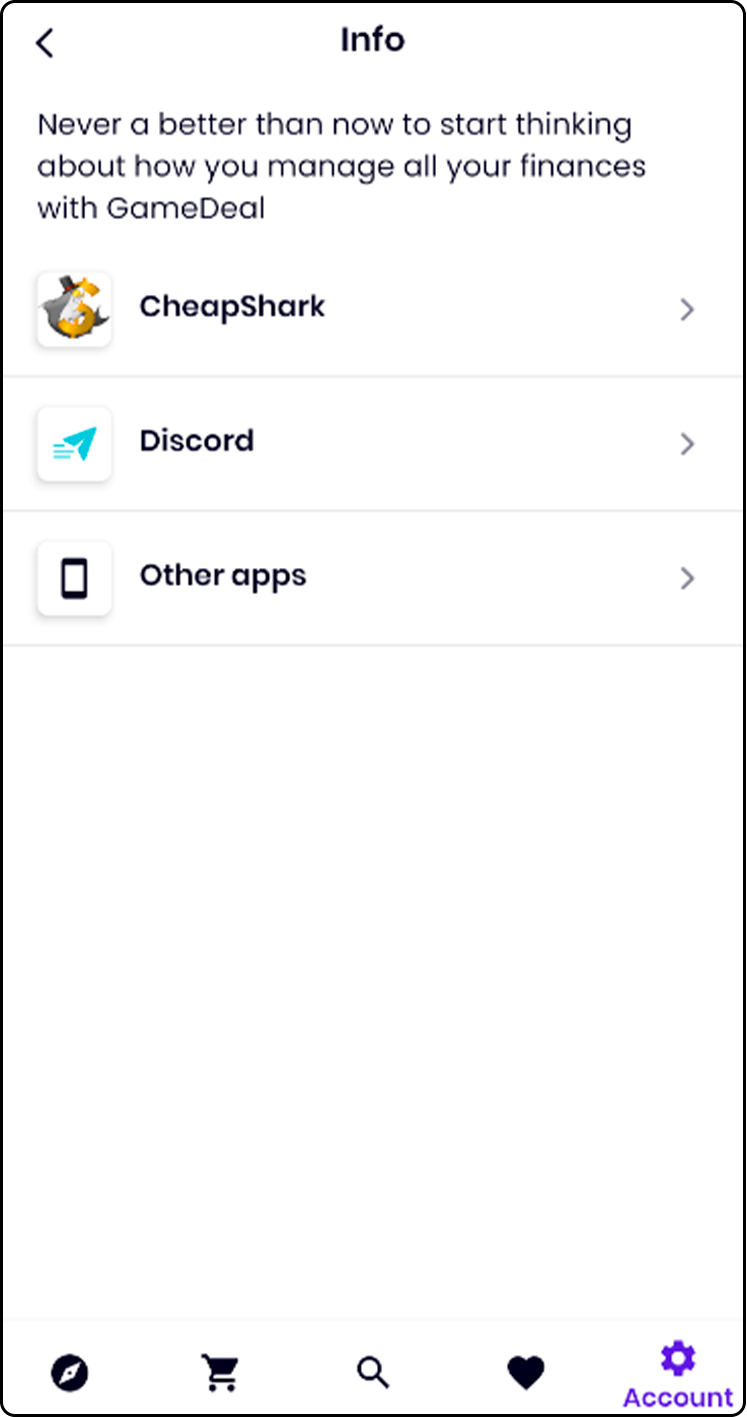 Info
Never a better than now to start thinking
about how you manage all your finances
with GameDeal
CheapShark
Discord
Other apps
Account